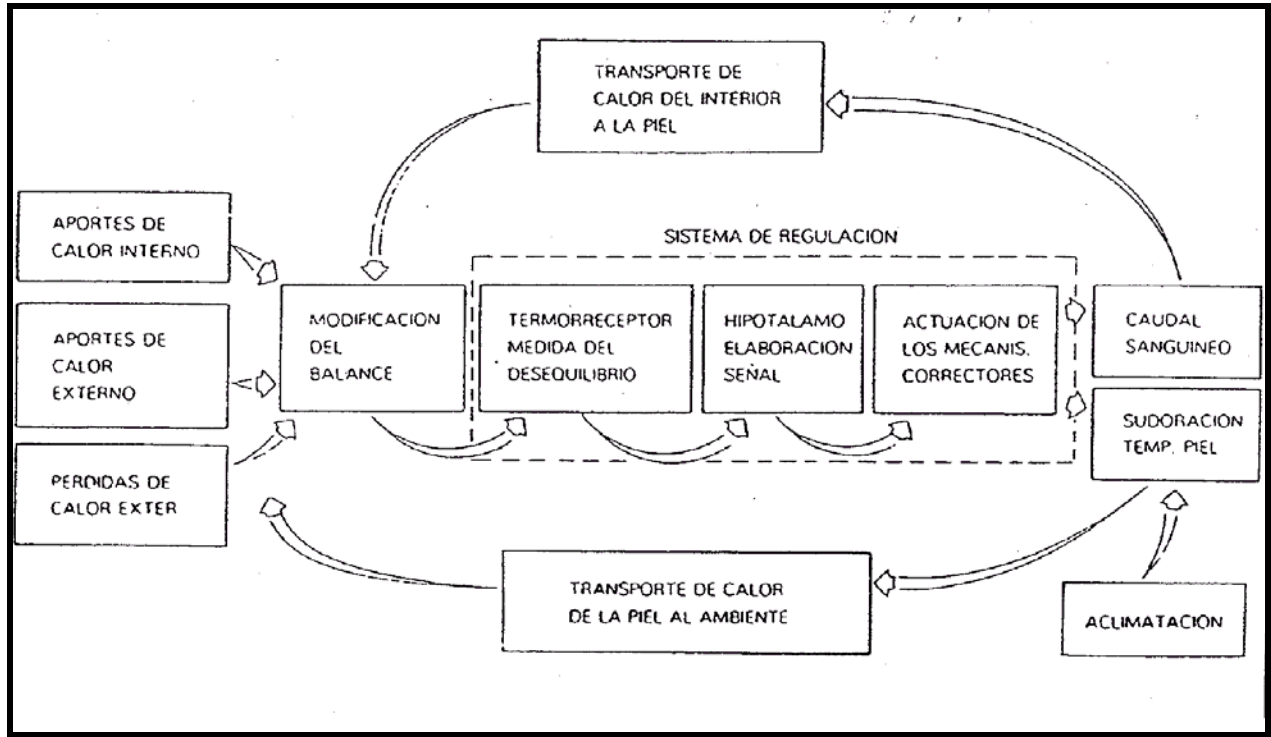 TRANSPORTE DE
CALOR DEL INTERIOR
A LA PIEL
APORTES DE
CALOR INTERNO
SISTEMA DE REGULACION
APORTES DE
CALOR
EXTERNO
MODIFICACION
DEL
BALANCE
TERMORRECEPTOR
MEDIDA DEL
DESEQUILIBRIO
HIPOTALAMO
ELABORACION
SEÑAL
ACTUACION DE
LOS MECANIS.
CORRECTORES
CAUDAL
SANGUINEO
SUDORACION
TEMP. PIEL
PERDIDAS DE
CALOR EXTER
TRANSPORTE DE CALOR
DE LA PIEL AL AMBIENTE
ACLIMATACION